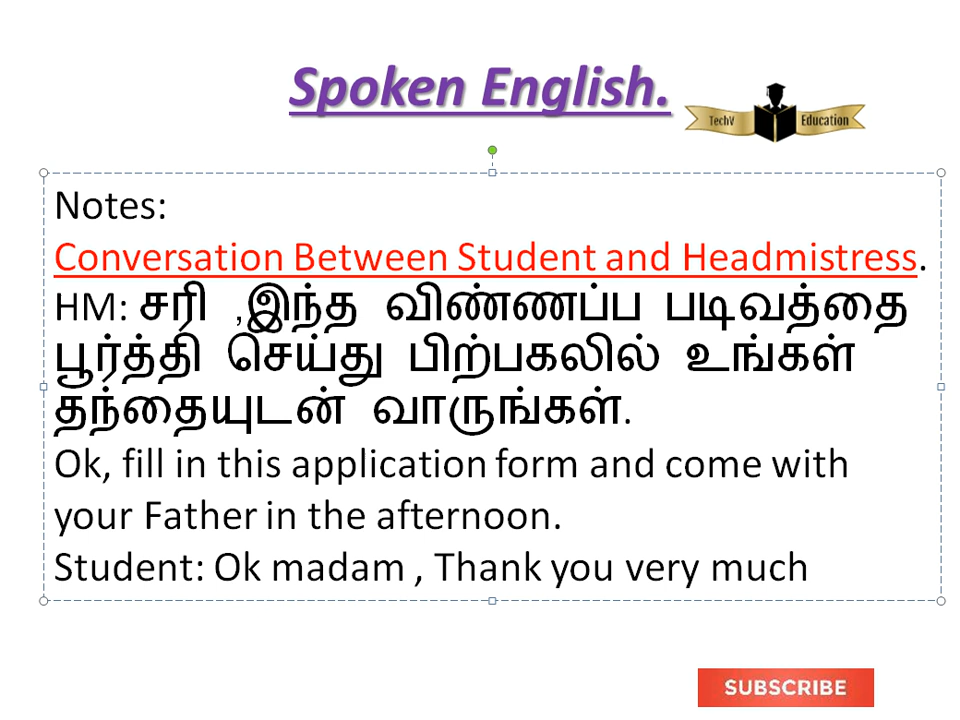 Spoken English.
TechV Education
Notes:
Conversation Between Student and Headmistress.
HM: சரி ,இந்த விண்ணப்ப படிவத்தை
பூர்த்தி செய்து பிற்பகலில் உங்கள்
தந்தையுடன் வாருங்கள்.
Ok, fill in this application form and come with
your Father in the afternoon.
Student: Ok madam , Thank you very much
SUBSCRIBE